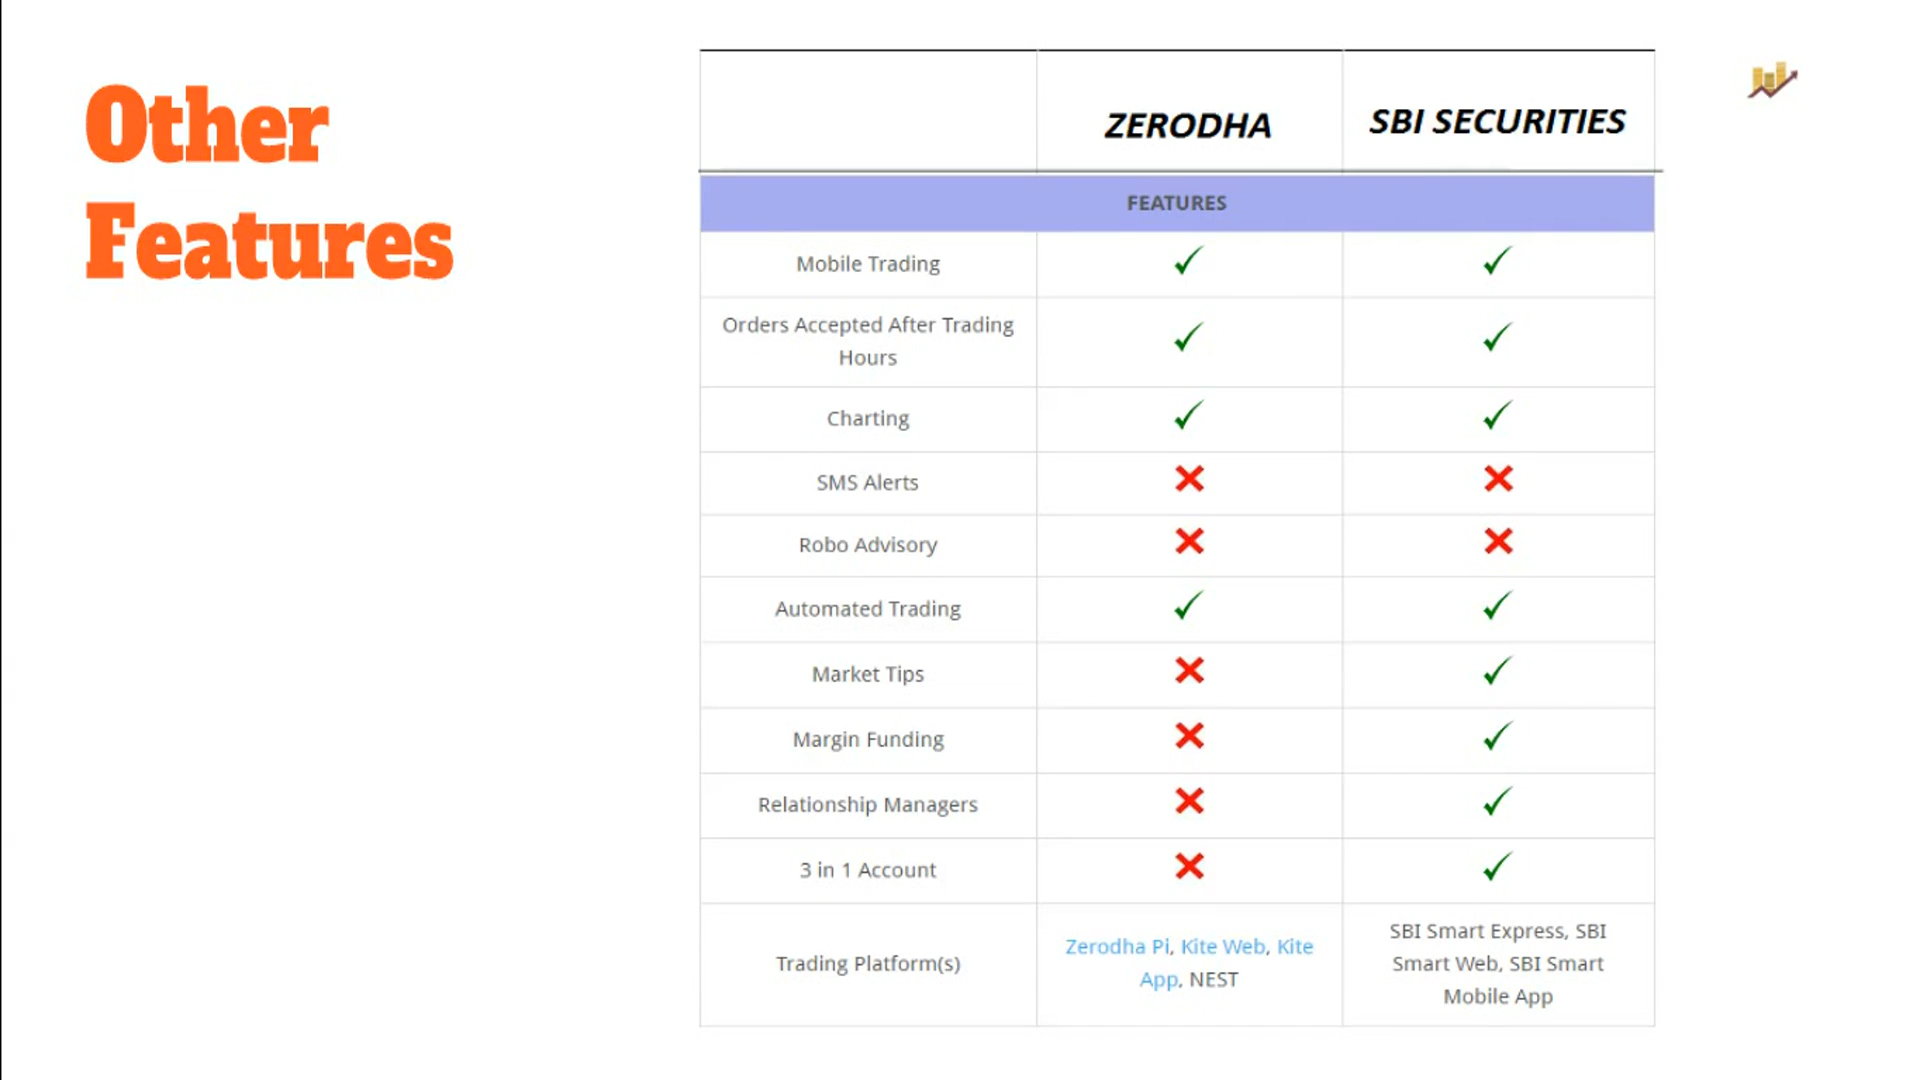 Other
Features
ZERODHA
SBI SECURITIES
FEATURES
Mobile Trading
Orders Accepted After Trading
Hours
Charting
SMS Alerts
Robo Advisory
Automated Trading
Market Tips
Margin Funding
Relationship Managers
3 in 1 Account
Trading Platform(s)
Zerodha Pi, Kite Web, Kite
App, NEST
SBI Smart Express, SBI
Smart Web, SBI Smart
Mobile App